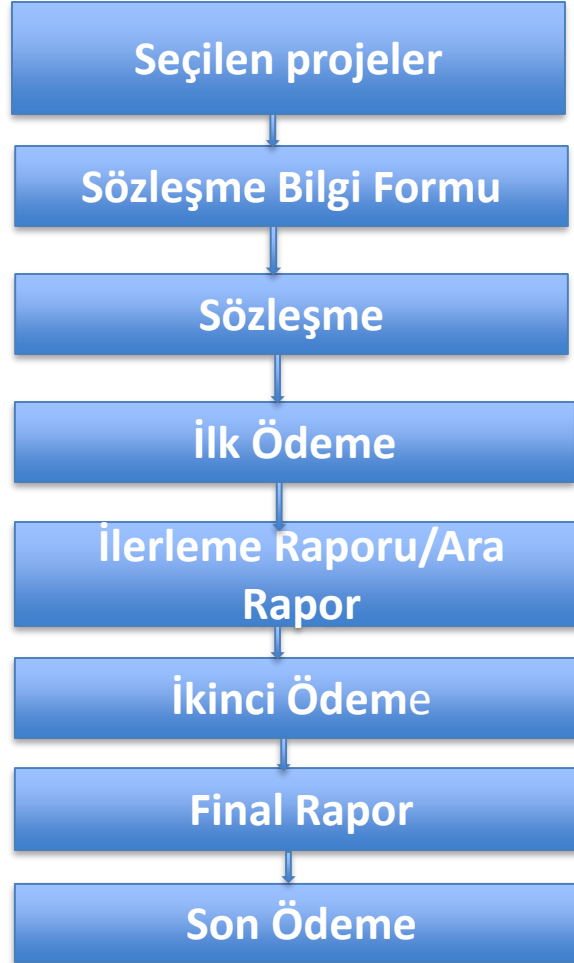 Seçilen projeler
Sözleşme Bilgi Formu
Sözleşme
İlk Ödeme
İlerleme Raporu/Ara
Rapor
İkinci Ödeme
Final Rapor
Son Ödeme